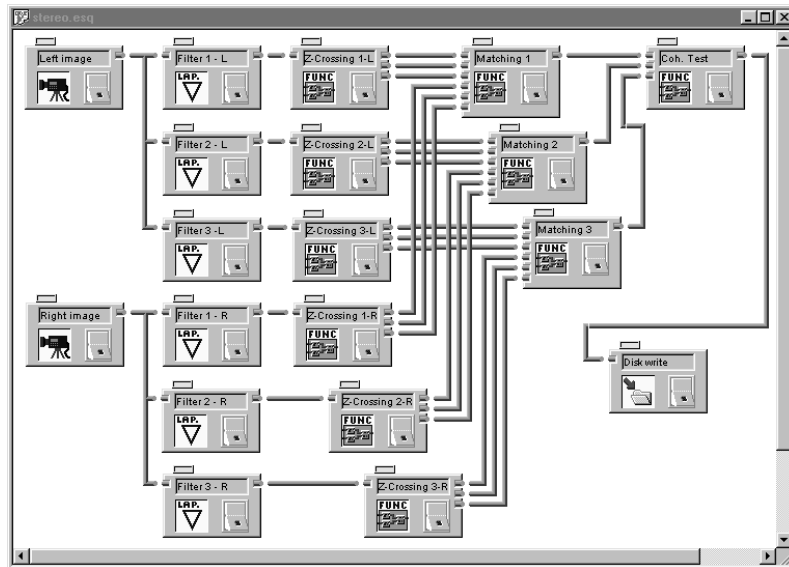 stereo.esq
Left image
Filter 1 - L
LAP.
Z-Crossing 1-L
FUNC
Matching 1
FUNC
Coh. Test
FUNC
Filter 2 - L
LAP.
Z-Crossing 2-L
FUNC
Matching 2
FUNC
Filter 3 -L
LAP.
Z-Crossing 3-L
FUNC
Matching 3
FUNC
Right image
Filter 1 - R
LAP.
Z-Crossing 1-R
FUNC
Disk write
Filter 2 - R
LAP.
Z-Crossing 2-R
FUNC
Filter 3 - R
LAP.
Z-Crossing 3-R
FUNC